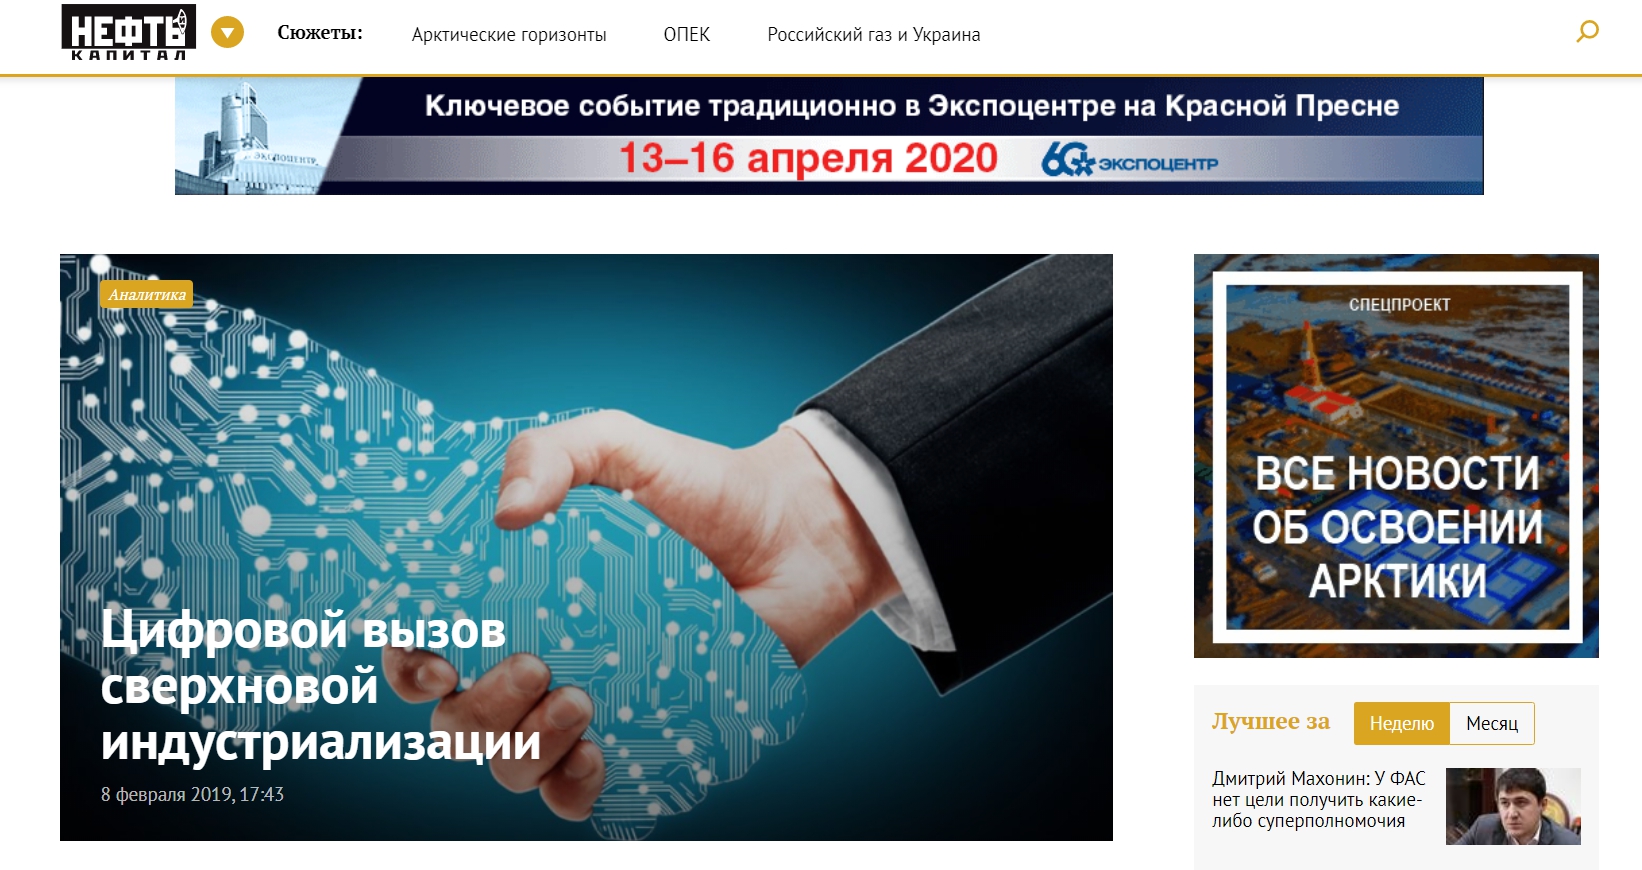 НЕФТЬ
КАПИТАЛ
Сюжеты:
Арктические горизонты
ОПЕК
Российский газ и Украина
Ключевое событие традиционно в Экспоцентре на Красной Пресне
13–16 апреля 2020
60 ЭКСПОЦЕНТР
ЭКСПОЦЕНТР
Аналитика
Цифровой вызов
сверхновой
индустриализации
8 февраля 2019, 17:43
СПЕЦПРОЕКТ
ВСЕ НОВОСТИ
ОБ ОСВОЕНИИ
АРКТИКИ
Лучшее за
Неделю
Месяц
Дмитрий Махонин: У ФАС
нет цели получить какие-
либо суперполномочия